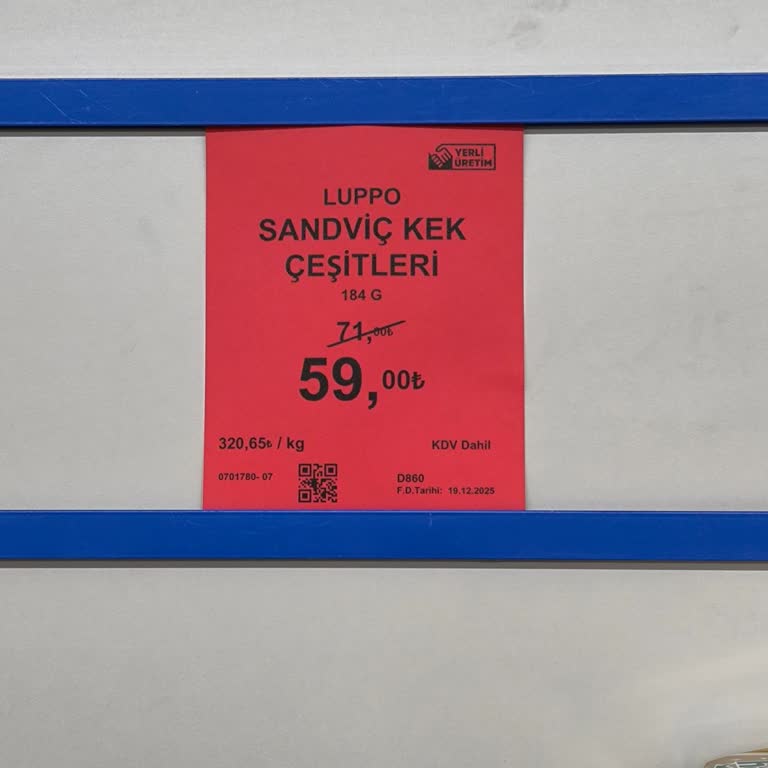 YERLİ
ÜRETİM
LUPPO
SANDVİÇ KEK
ÇEŞİTLERİ
184 G
71,00₺
59,00₺
320,65₺ / kg
KDV Dahil
0701780- 07
D860
F.D.Tarihi: 19.12.2025